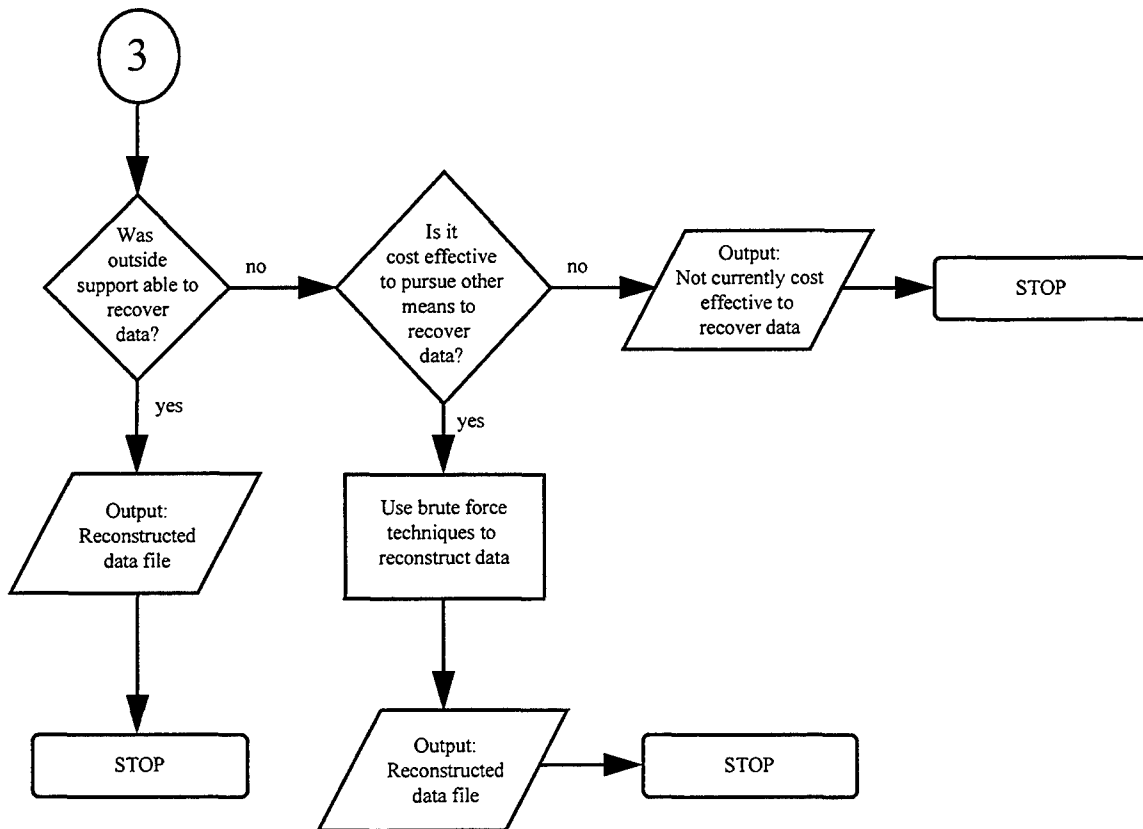 3
Was
outside
support able to
recover
data?
no
Is it
cost effective
to pursue other
means to
recover
data?
no
Output:
Not currently cost
effective to
recover data
STOP
yes
Output:
Reconstructed
data file
STOP
yes
Use brute force
techniques to
reconstruct data
Output:
Reconstructed
data file
STOP